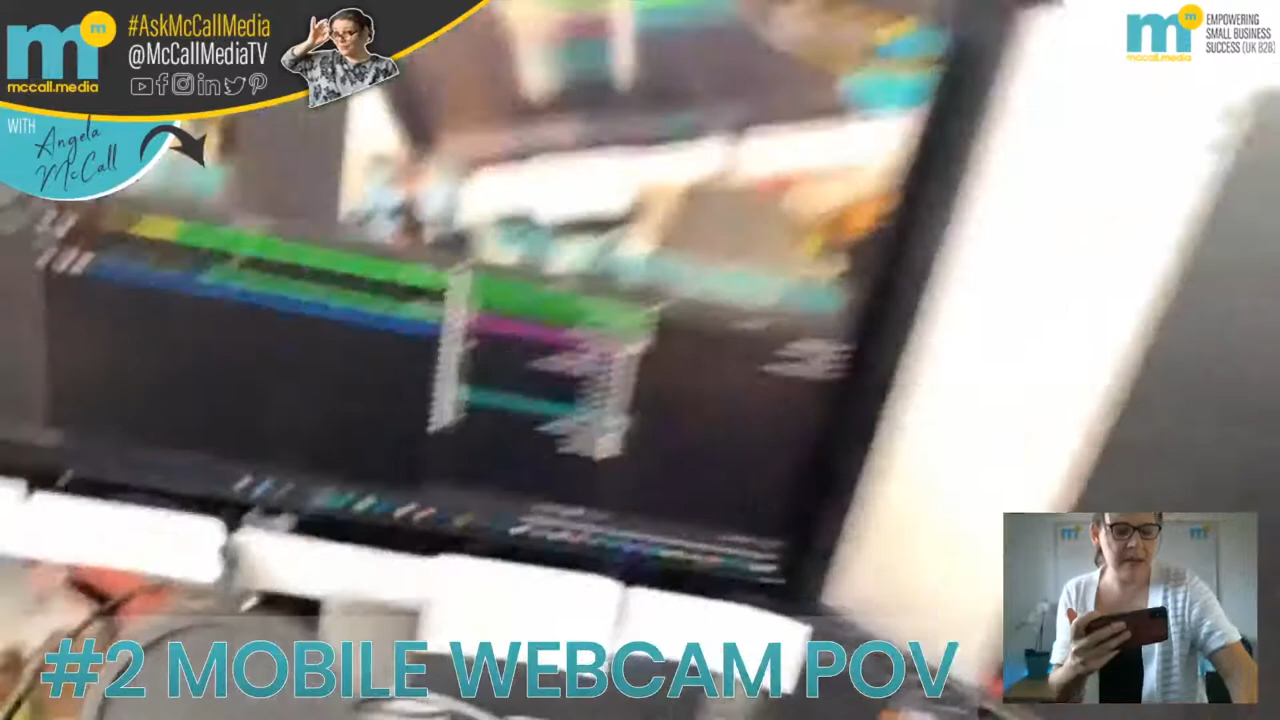 #AskMcCallMedia
@McCallMediaTV
m
mccall.media
WITH
Angela
McCall
m
mccall.media
EMPOWERING
SMALL BUSINESS
SUCCESS (UK B2B)
#2 MOBILE WEBCAM POV